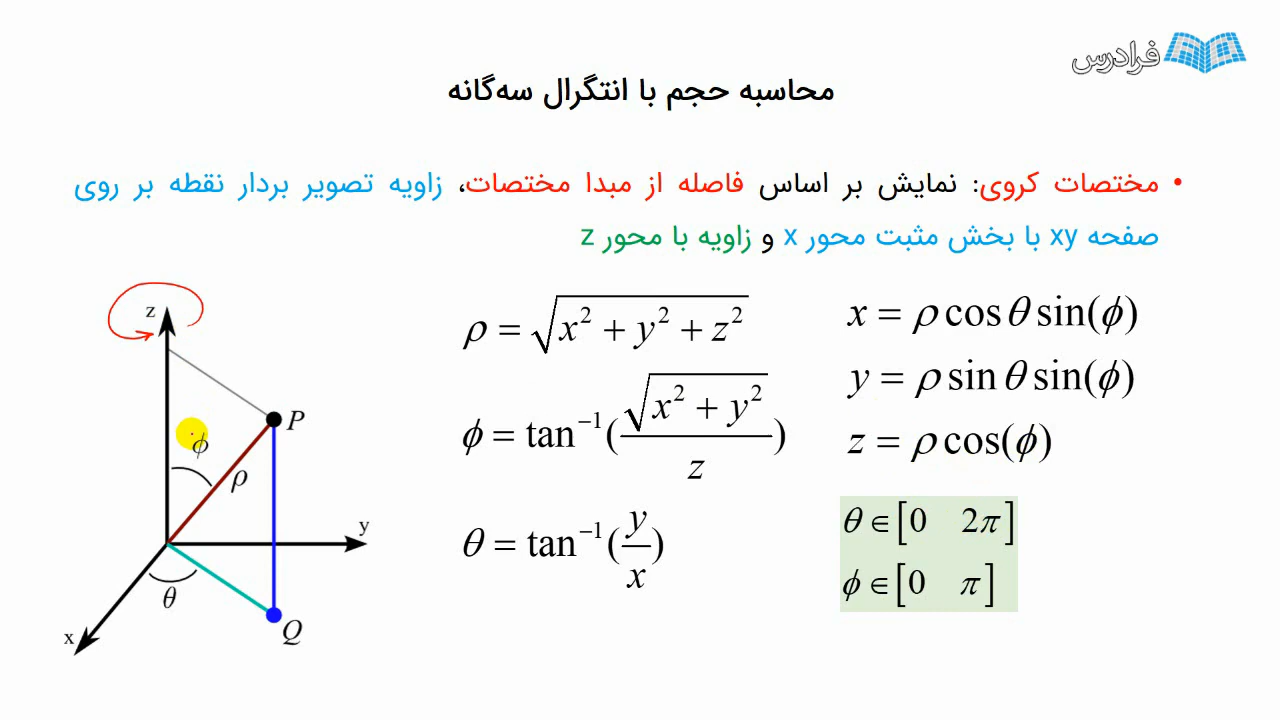 فرادرس
محاسبه حجم با انتگرال سه‌گانه
• مختصات کروی: نمایش بر اساس فاصله از مبدا مختصات، زاویه تصویر بردار نقطه بر روی
صفحه xy با بخش مثبت محور x و زاویه با محور z
z
P
ϕ
ρ
y
θ
x
Q
ρ = √(x² + y² + z²)
ϕ = tan⁻¹(√(x² + y²)/z)
θ = tan⁻¹(y/x)
x = ρ cos θ sin(ϕ)
y = ρ sin θ sin(ϕ)
z = ρ cos(ϕ)
θ ∈ [0 2π]
ϕ ∈ [0 π]